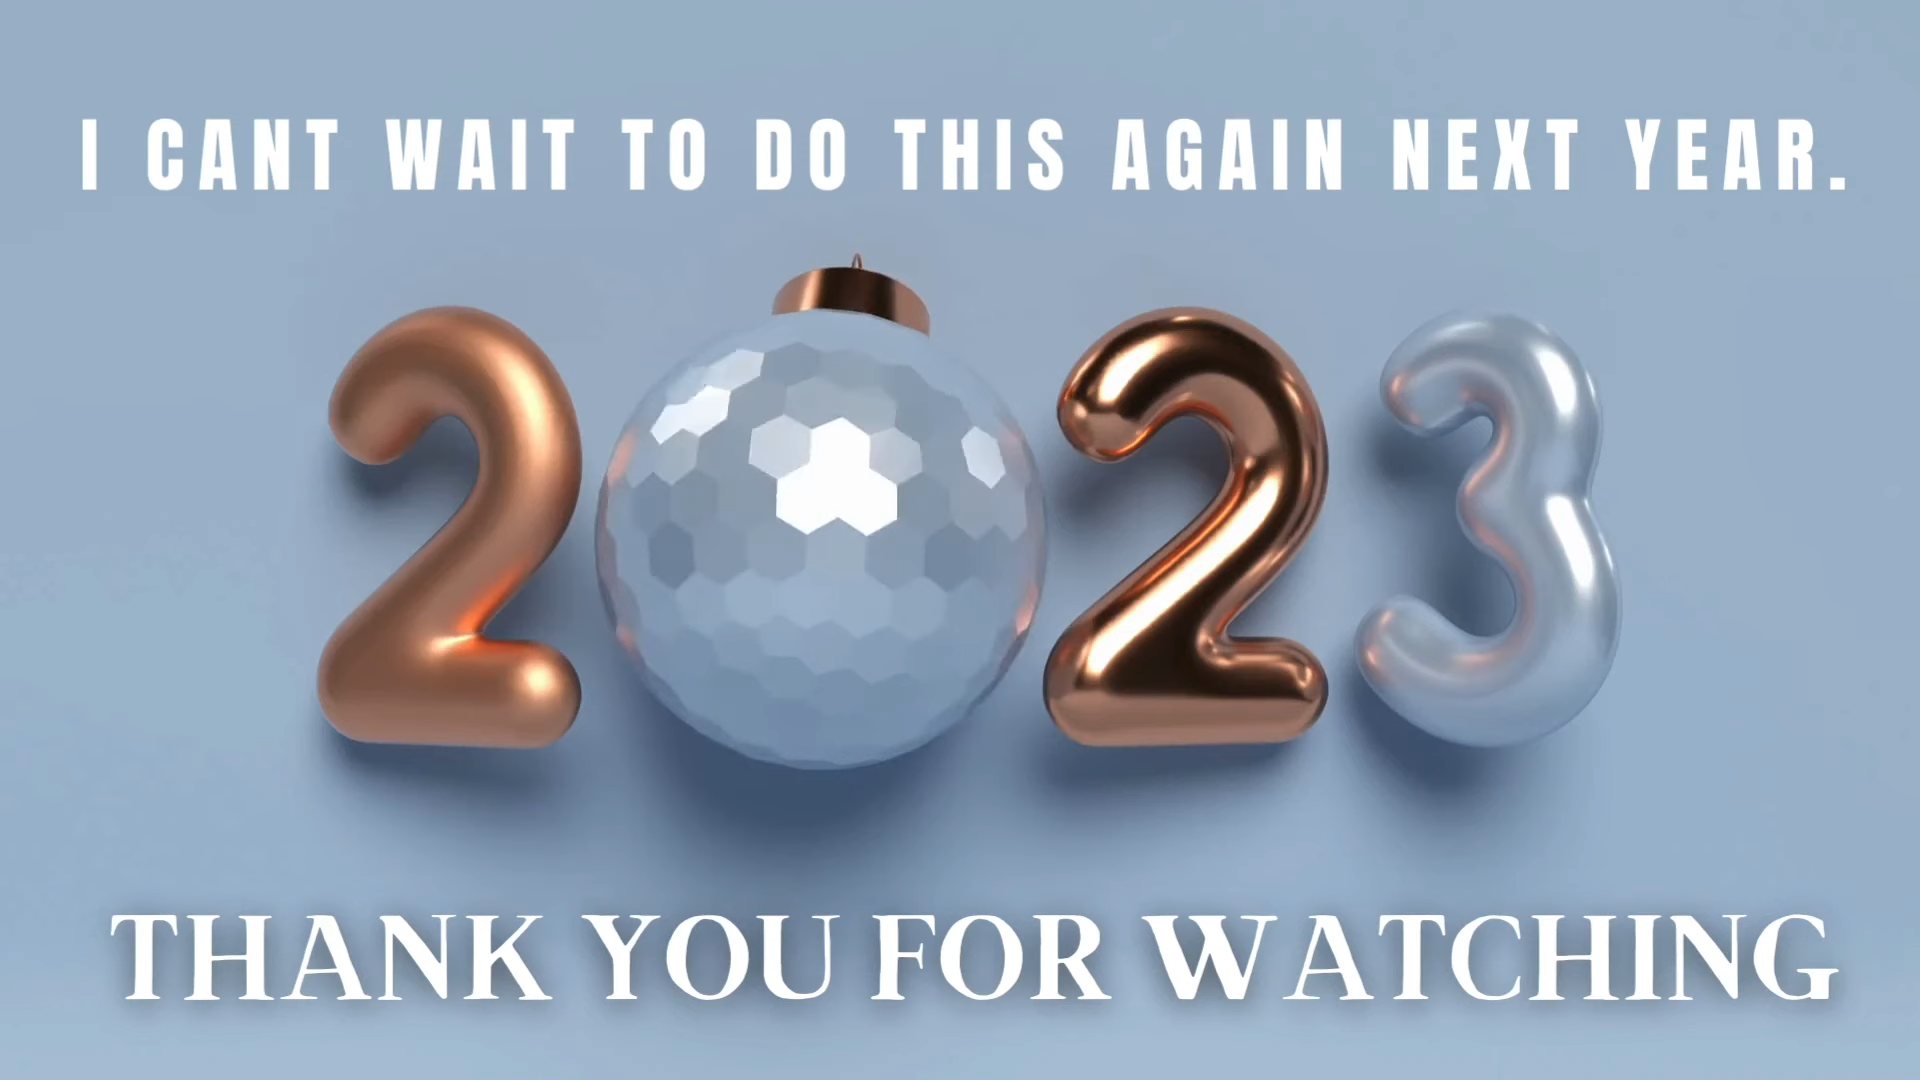 I CANT WAIT TO DO THIS AGAIN NEXT YEAR.
2023
THANK YOU FOR WATCHING